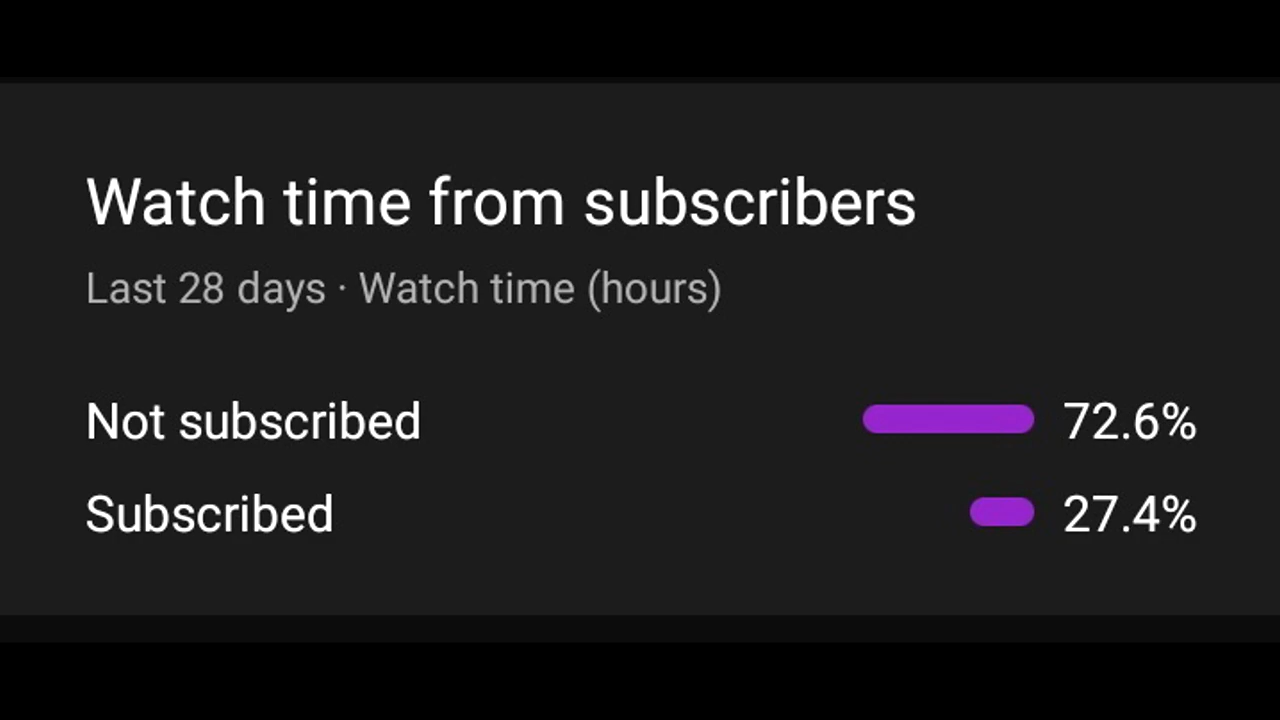 Watch time from subscribers
Last 28 days · Watch time (hours)
Not subscribed 72.6%
Subscribed 27.4%